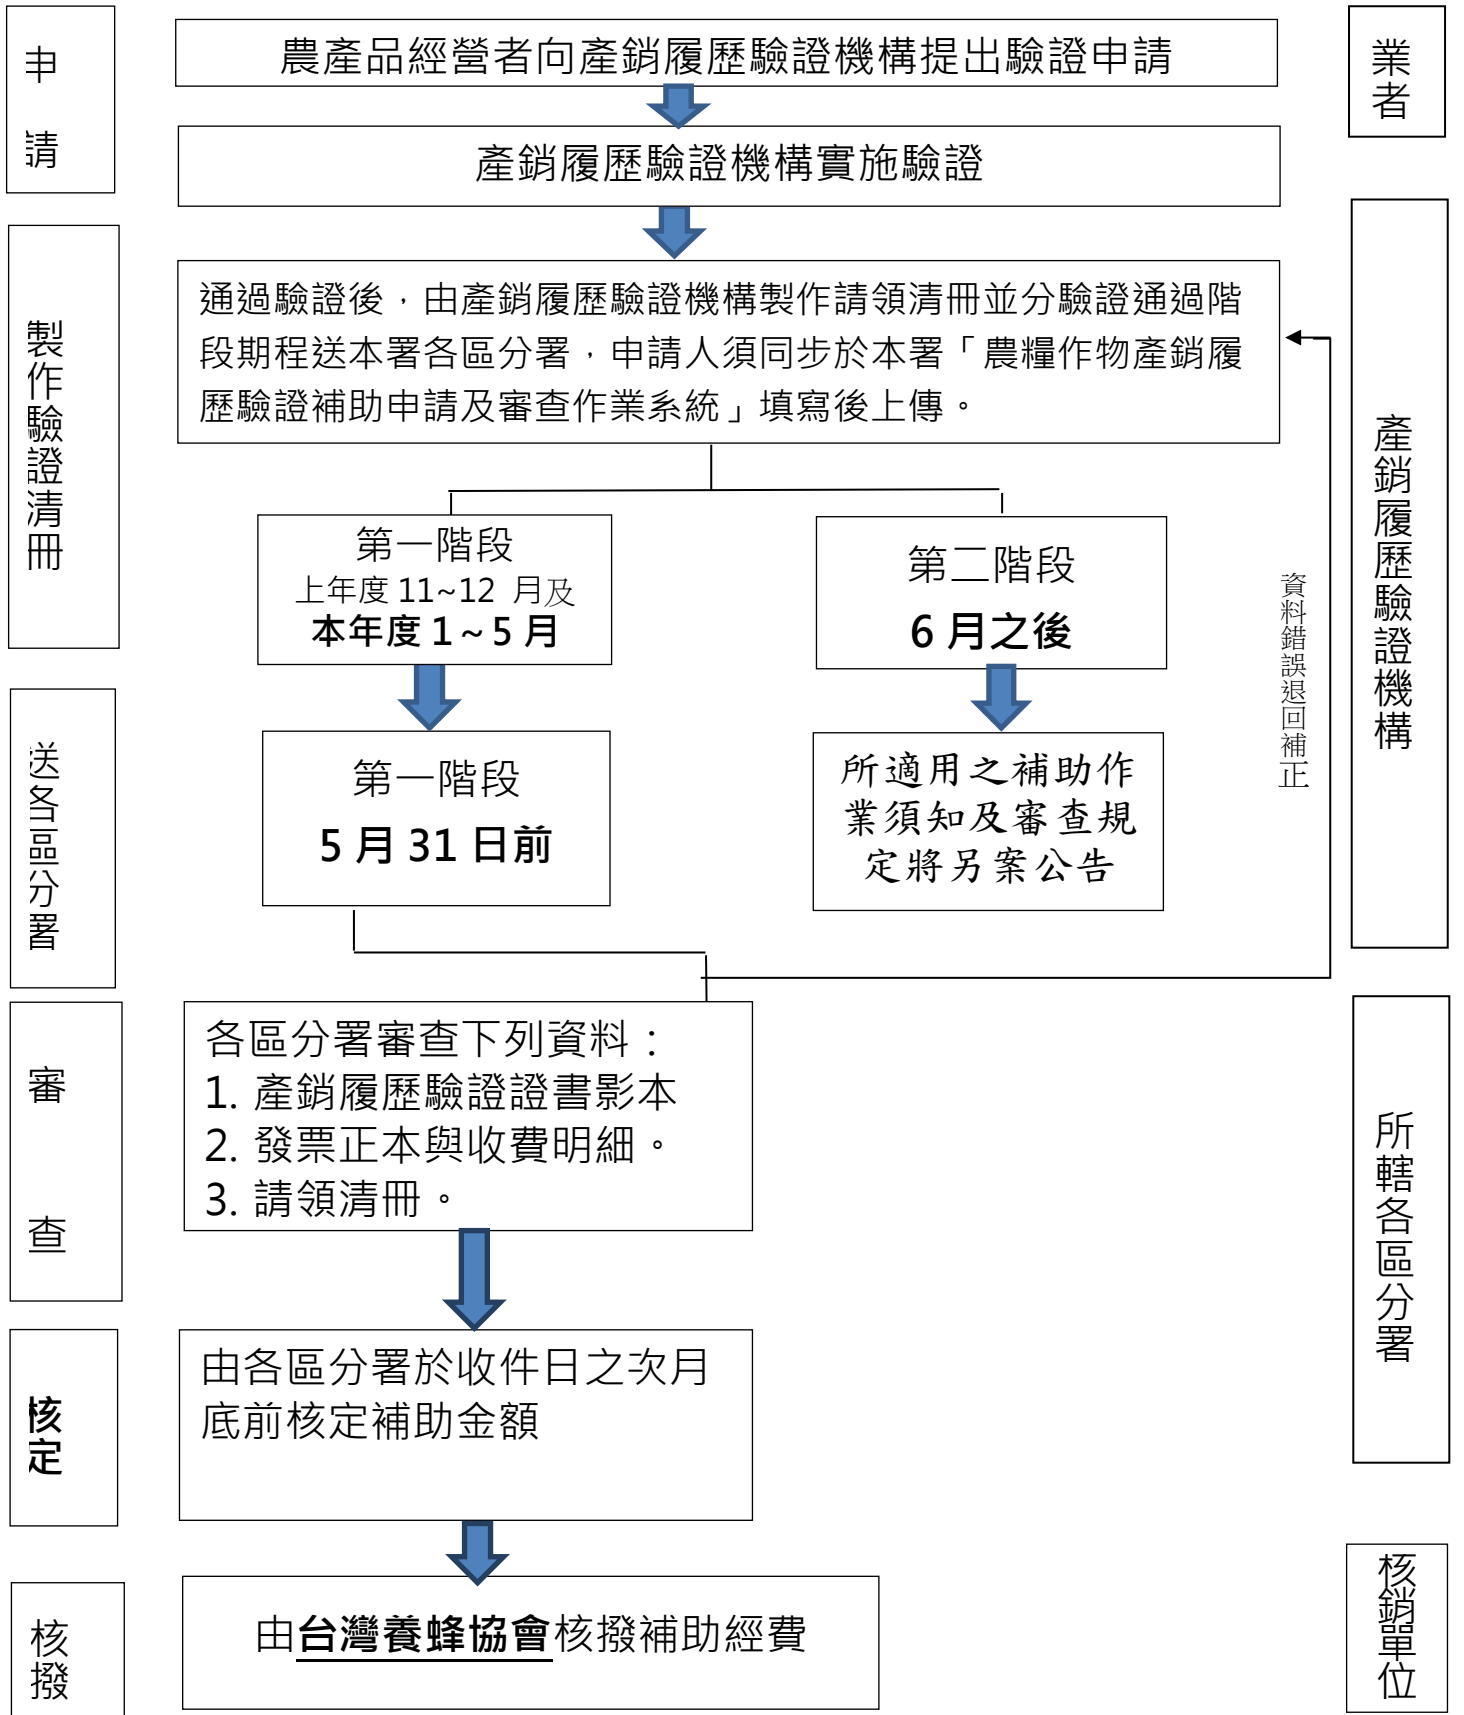 申
請
農產品經營者向產銷履歷驗證機構提出驗證申請
業者
產銷履歷驗證機構實施驗證
製作驗證清冊
通過驗證後，由產銷履歷驗證機構製作請領清冊並分驗證通過階
段期程送本署各區分署，申請人須同步於本署「農糧作物產銷履
歷驗證補助申請及審查作業系統」填寫後上傳。
產銷履歷驗證機構
第一階段
上年度 11~12 月及
本年度 1～5 月
第二階段
6 月之後
資料錯誤退回補正
送各區分署
第一階段
5 月 31 日前
所適用之補助作
業須知及審查規
定將另案公告
審
查
各區分署審查下列資料：
1. 產銷履歷驗證證書影本
2. 發票正本與收費明細。
3. 請領清冊。
所轄各區分署
核定
由各區分署於收件日之次月
底前核定補助金額
核撥
由台灣養蜂協會核撥補助經費
核銷單位